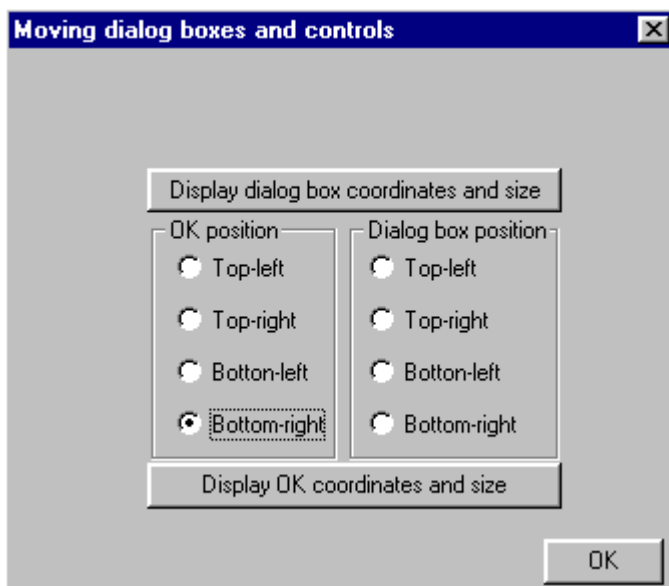 Moving dialog boxes and controls
Display dialog box coordinates and size
OK position
Top-left
Top-right
Botton-left
Bottom-right
Dialog box position
Top-left
Top-right
Botton-left
Bottom-right
Display OK coordinates and size
OK